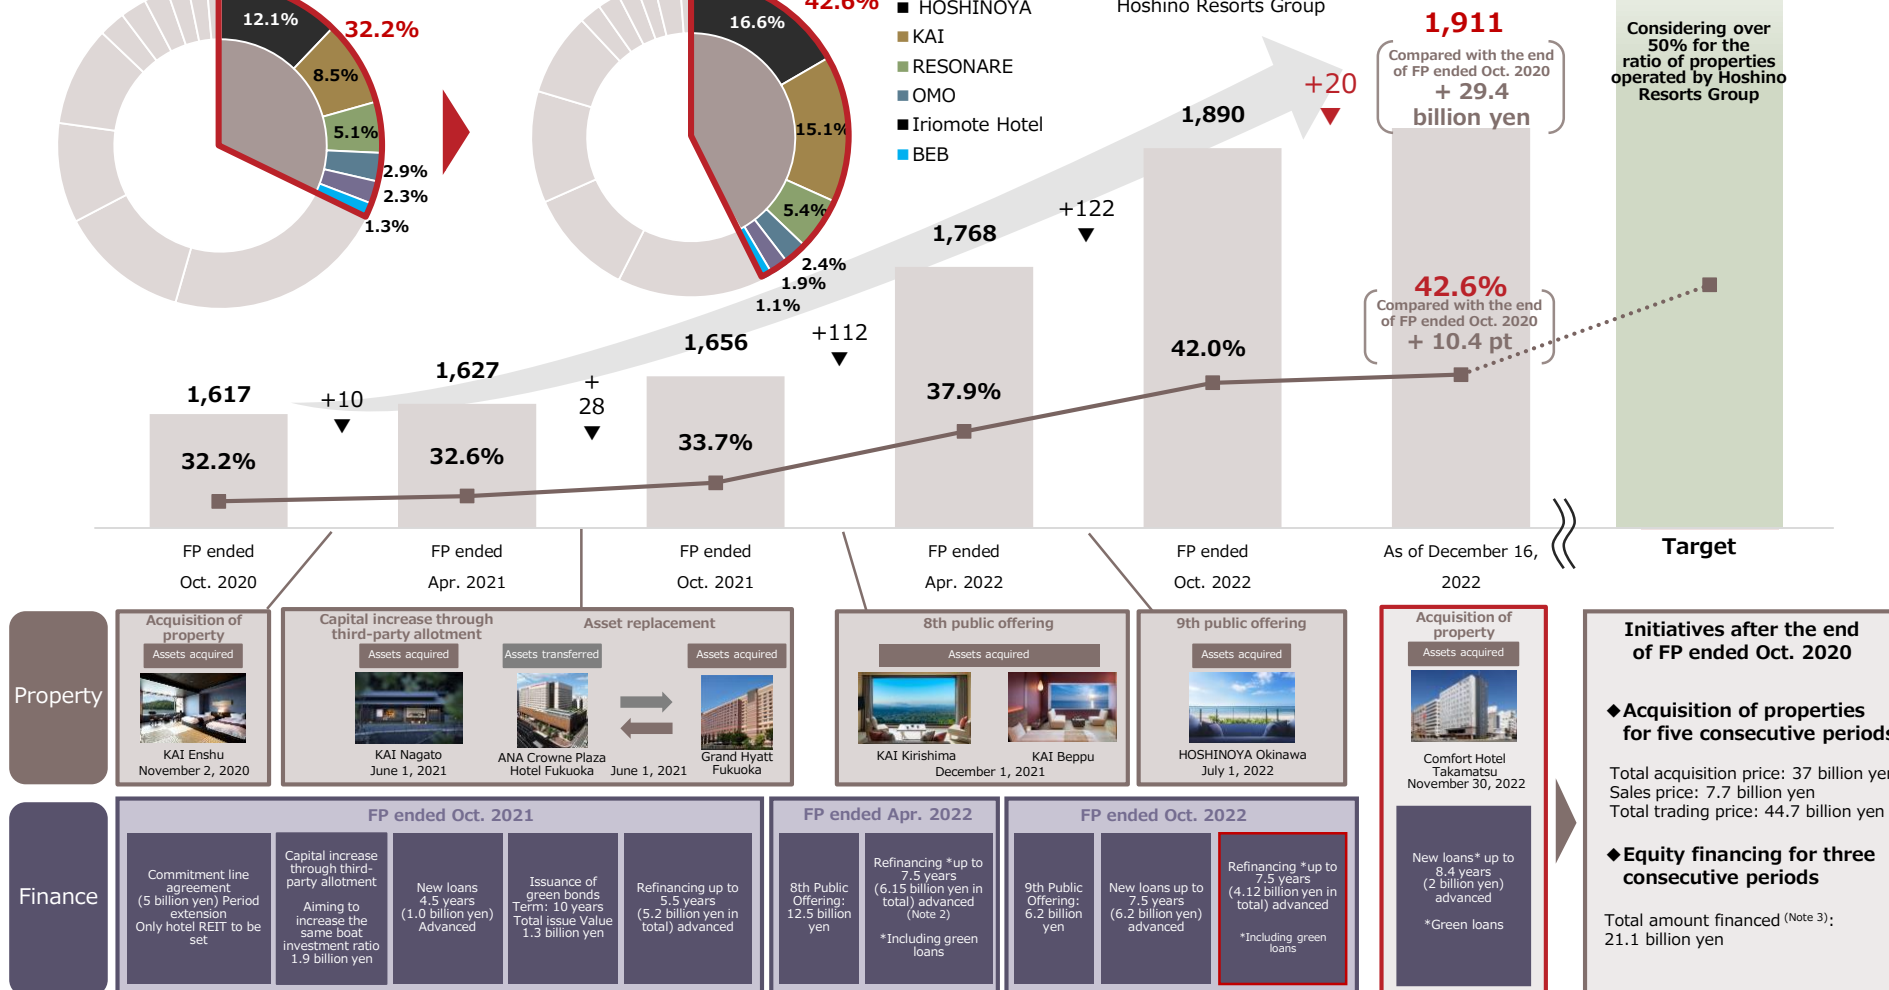 12.1%
32.2%
8.5%
5.1%
2.9%
2.3%
1.3%
42.6%
16.6%
15.1%
5.4%
2.4%
1.9%
1.1%
HOSHINOYA
KAI
RESONARE
OMO
Iriomote Hotel
BEB
Hoshino Resorts Group
1,911
Compared with the end
of FP ended Oct. 2020
+ 29.4
billion yen
Considering over
50% for the
ratio of properties
operated by Hoshino
Resorts Group
+20
1,890
+122
1,768
+112
1,656
+
28
1,627
+10
1,617
32.2%
32.6%
33.7%
37.9%
42.0%
42.6%
Compared with the end
of FP ended Oct. 2020
+ 10.4 pt
FP ended
Oct. 2020
FP ended
Apr. 2021
FP ended
Oct. 2021
FP ended
Apr. 2022
FP ended
Oct. 2022
As of December 16,
2022
Target
Property
Acquisition of
property
Assets acquired
KAI Enshu
November 2, 2020
Capital increase through
third-party allotment
Assets acquired
KAI Nagato
June 1, 2021
Asset replacement
Assets transferred
ANA Crowne Plaza
Hotel Fukuoka
June 1, 2021
Assets acquired
Grand Hyatt
Fukuoka
8th public offering
Assets acquired
KAI Kirishima
KAI Beppu
December 1, 2021
9th public offering
Assets acquired
HOSHINOYA Okinawa
July 1, 2022
Acquisition of
property
Assets acquired
Comfort Hotel
Takamatsu
November 30, 2022
Finance
FP ended Oct. 2021
Commitment line
agreement
(5 billion yen) Period
extension
Only hotel REIT to be
set
Capital increase
through third-
party allotment
Aiming to
increase the
same boat
investment ratio
1.9 billion yen
New loans
4.5 years
(1.0 billion yen)
Advanced
Issuance of
green bonds
Term: 10 years
Total issue Value
1.3 billion yen
Refinancing up to
5.5 years
(5.2 billion yen in
total) advanced
FP ended Apr. 2022
8th Public
Offering:
12.5 billion
yen
Refinancing *up to
7.5 years
(6.15 billion yen in
total) advanced
(Note 2)
*Including green
loans
FP ended Oct. 2022
9th Public
Offering:
6.2 billion
yen
New loans up to
7.5 years
(6.2 billion yen)
advanced
Refinancing *up to
7.5 years
(4.12 billion yen in
total) advanced
*Including green
loans
New loans* up to
8.4 years
(2 billion yen)
advanced
*Green loans
Initiatives after the end
of FP ended Oct. 2020
◆Acquisition of properties
for five consecutive periods
Total acquisition price: 37 billion yen
Sales price: 7.7 billion yen
Total trading price: 44.7 billion yen
◆Equity financing for three
consecutive periods
Total amount financed (Note 3):
21.1 billion yen